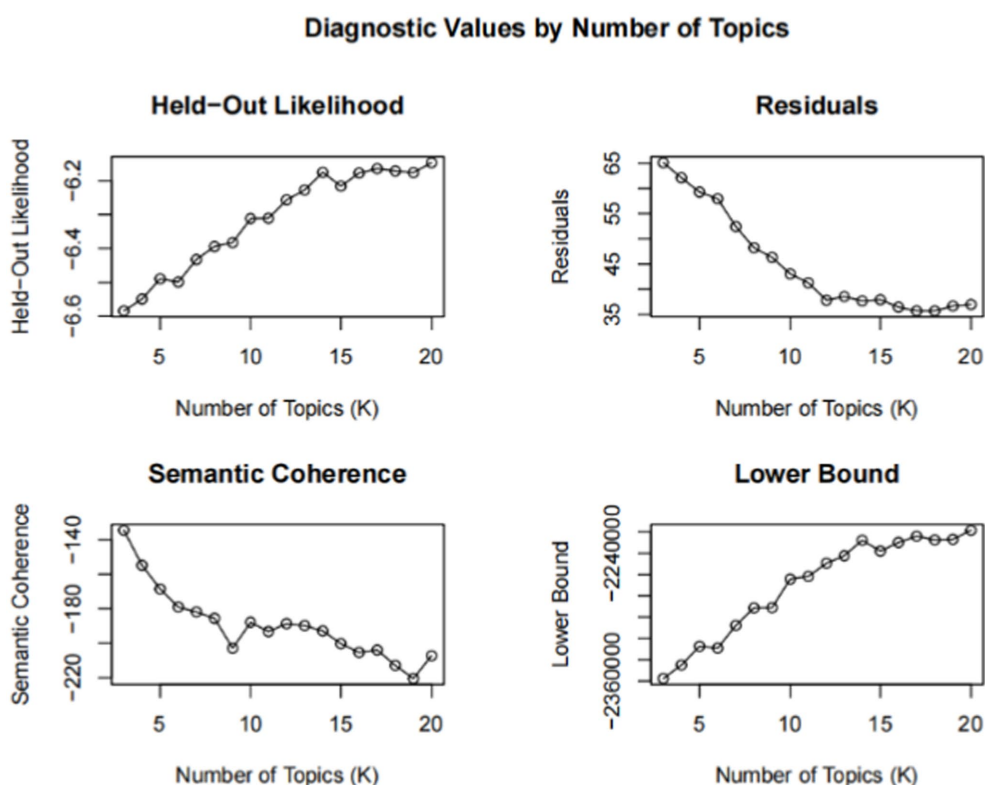 Diagnostic Values by Number of Topics
Held−Out Likelihood
Held−Out Likelihood
−6.2
−6.4
−6.6
5 10 15 20
Number of Topics (K)
Residuals
Residuals
65
55
45
35
5 10 15 20
Number of Topics (K)
Semantic Coherence
Semantic Coherence
−140
−180
−220
5 10 15 20
Number of Topics (K)
Lower Bound
Lower Bound
−2240000
−2360000
5 10 15 20
Number of Topics (K)